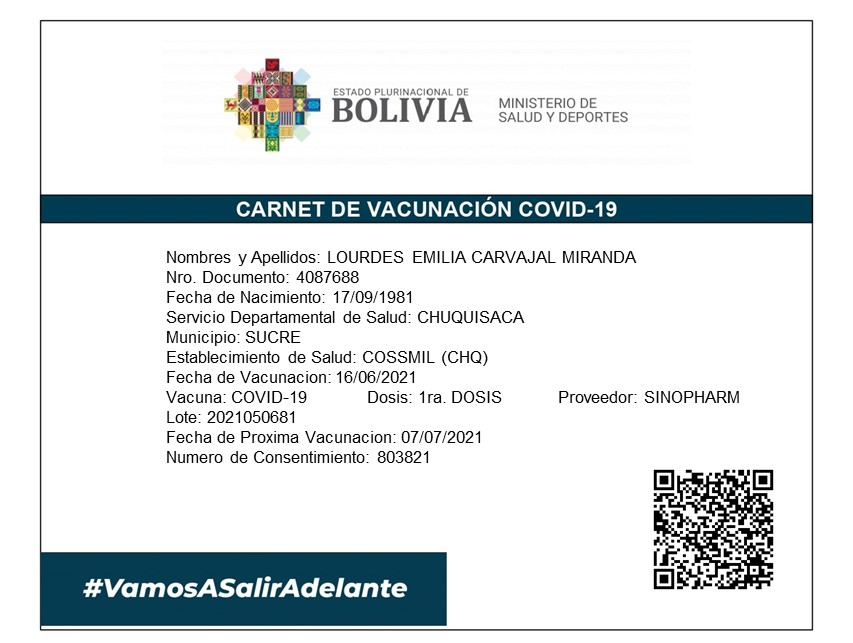 ESTADO PLURINACIONAL DE
BOLIVIA
MINISTERIO DE
SALUD Y DEPORTES
CARNET DE VACUNACIÓN COVID-19
Nombres y Apellidos: LOURDES EMILIA CARVAJAL MIRANDA
Nro. Documento: 4087688
Fecha de Nacimiento: 17/09/1981
Servicio Departamental de Salud: CHUQUISACA
Municipio: SUCRE
Establecimiento de Salud: COSSMIL (CHQ)
Fecha de Vacunacion: 16/06/2021
Vacuna: COVID-19 Dosis: 1ra. DOSIS Proveedor: SINOPHARM
Lote: 2021050681
Fecha de Proxima Vacunacion: 07/07/2021
Numero de Consentimiento: 803821
#VamosASalirAdelante